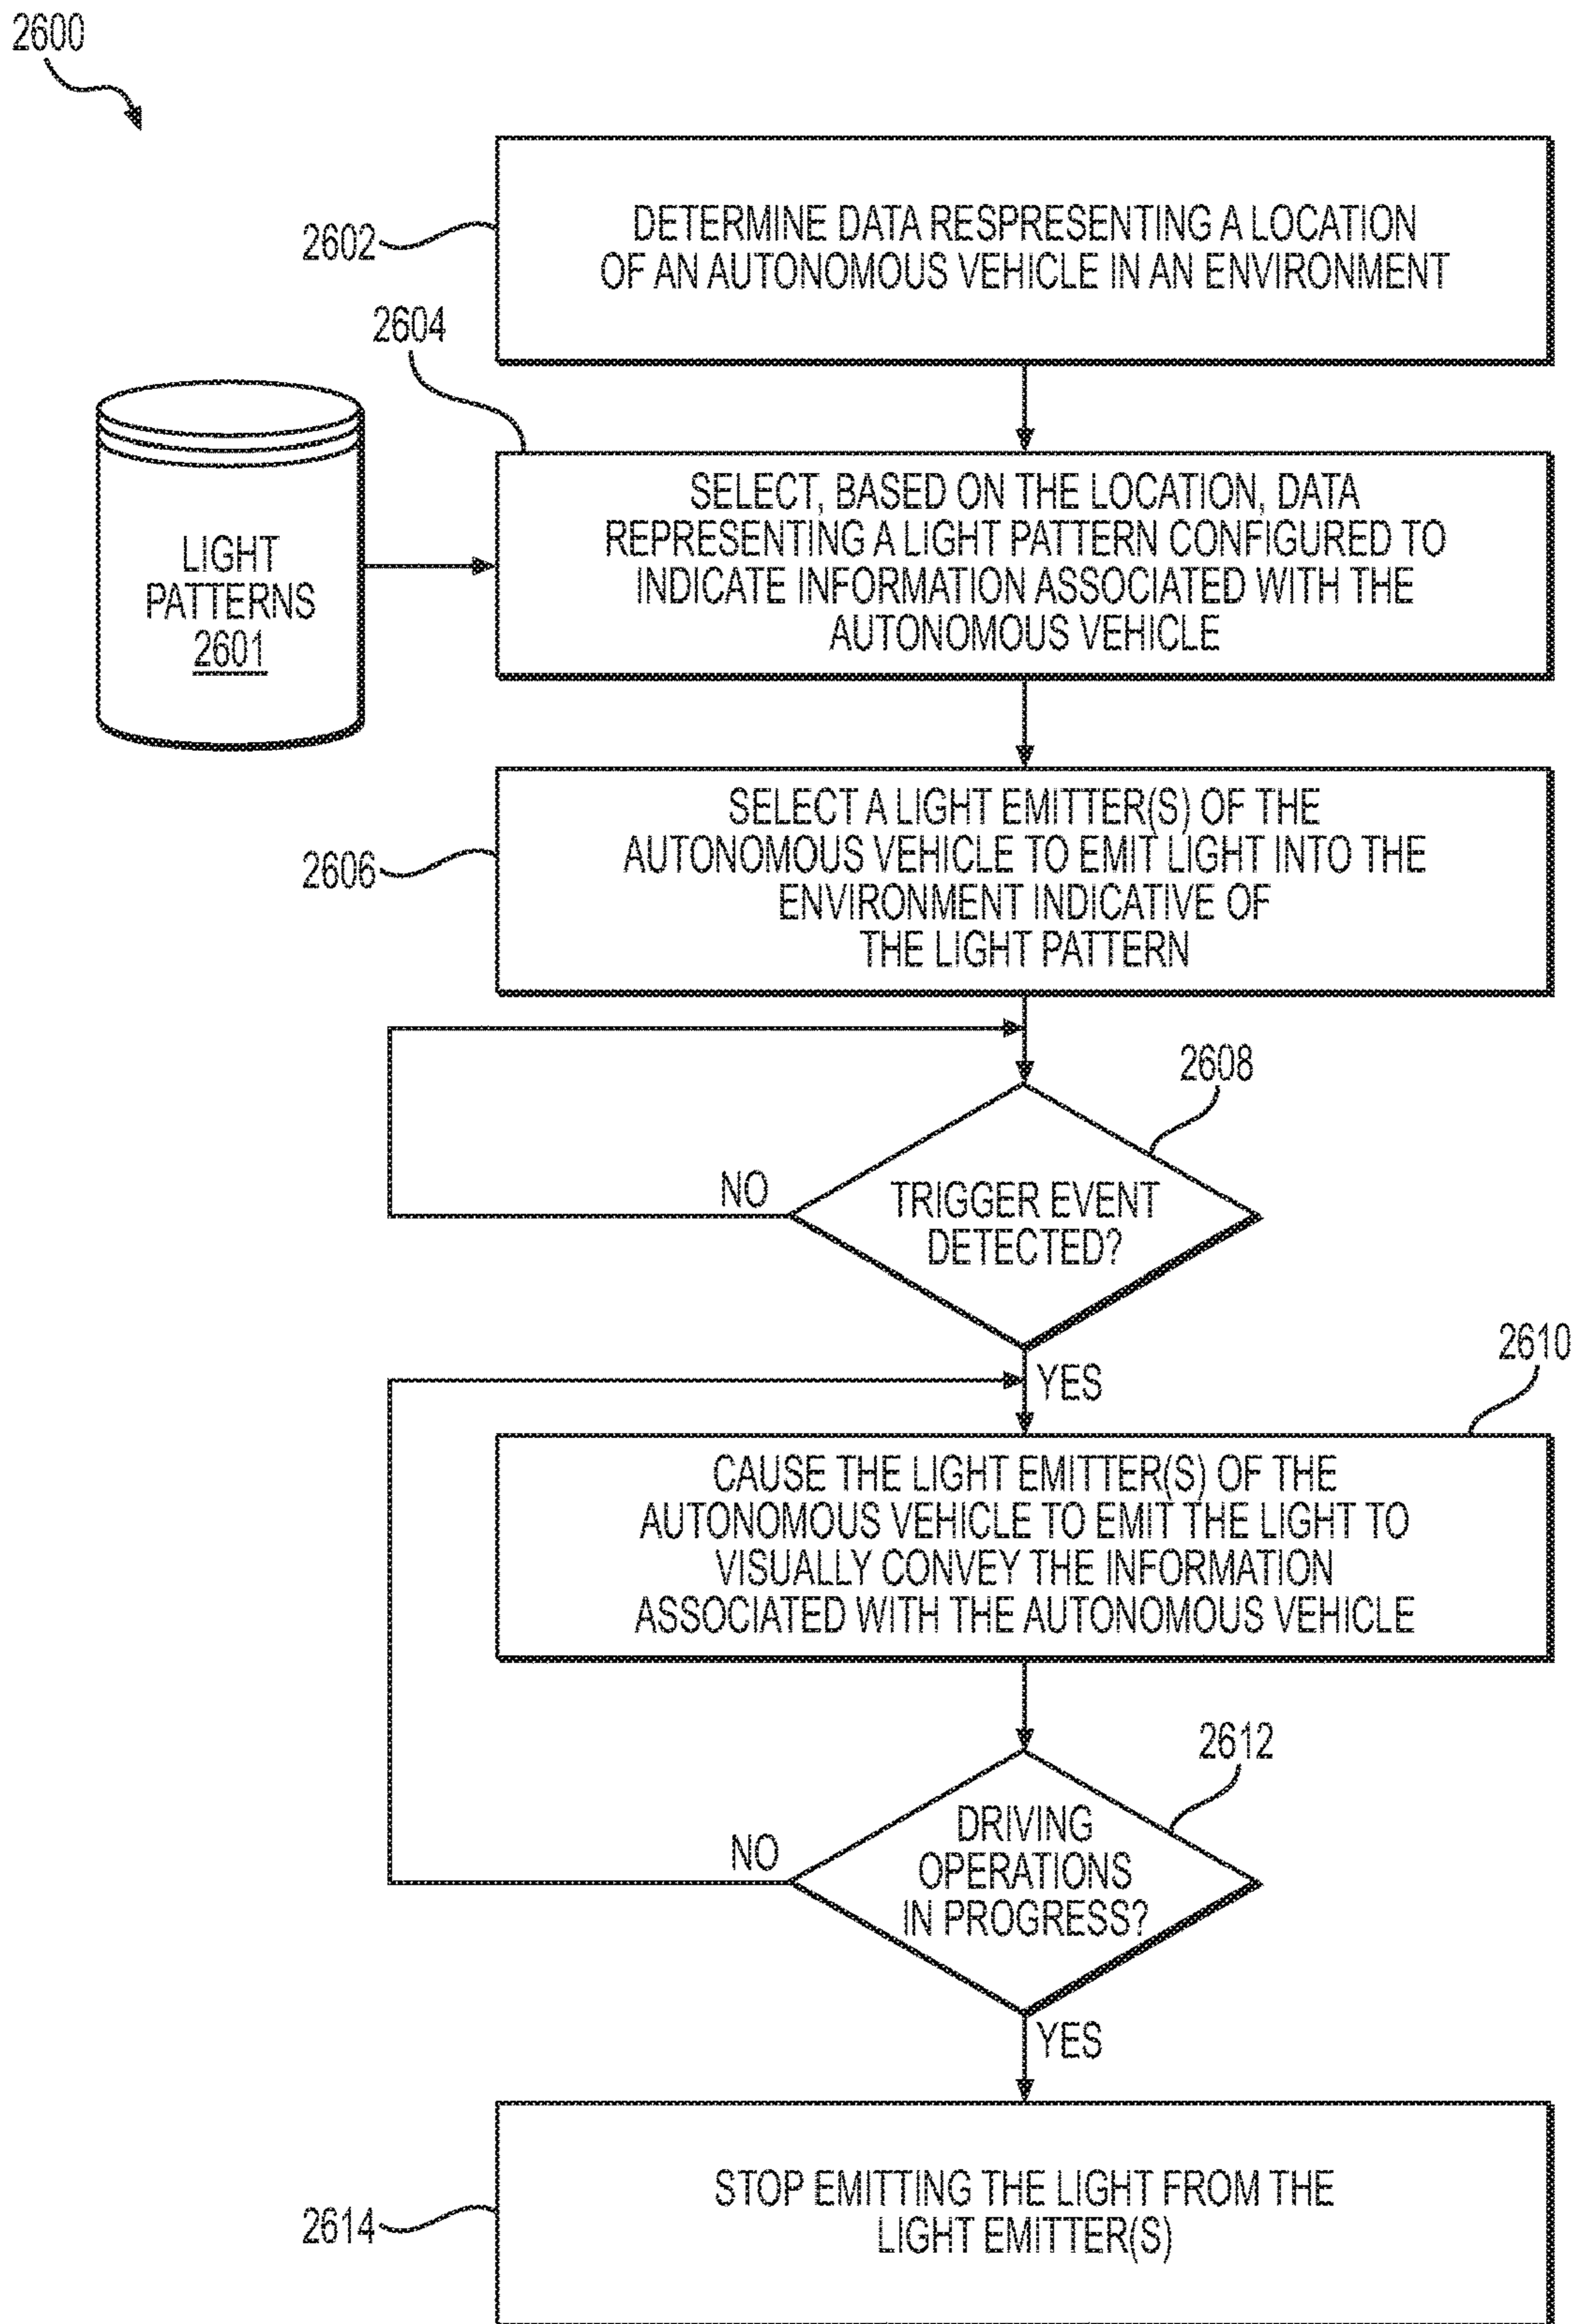 2600
2602
DETERMINE DATA RESPRESENTING A LOCATION
OF AN AUTONOMOUS VEHICLE IN AN ENVIRONMENT
2604
LIGHT
PATTERNS
2601
SELECT, BASED ON THE LOCATION, DATA
REPRESENTING A LIGHT PATTERN CONFIGURED TO
INDICATE INFORMATION ASSOCIATED WITH THE
AUTONOMOUS VEHICLE
2606
SELECT A LIGHT EMITTER(S) OF THE
AUTONOMOUS VEHICLE TO EMIT LIGHT INTO THE
ENVIRONMENT INDICATIVE OF
THE LIGHT PATTERN
2608
NO
TRIGGER EVENT
DETECTED?
YES
2610
CAUSE THE LIGHT EMITTER(S) OF THE
AUTONOMOUS VEHICLE TO EMIT THE LIGHT TO
VISUALLY CONVEY THE INFORMATION
ASSOCIATED WITH THE AUTONOMOUS VEHICLE
2612
NO
DRIVING
OPERATIONS
IN PROGRESS?
YES
2614
STOP EMITTING THE LIGHT FROM THE
LIGHT EMITTER(S)